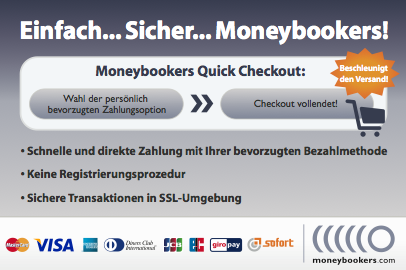 Einfach... Sicher... Moneybookers!
Beschleunigt
den Versand!
Moneybookers Quick Checkout:
Wahl der persönlich
bevorzugten Zahlungsoption
Checkout vollendet!
• Schnelle und direkte Zahlung mit Ihrer bevorzugten Bezahlmethode
• Keine Registrierungsprozedur
• Sichere Transaktionen in SSL-Umgebung
MasterCard
VISA
Diners Club
International
JCB
giropay
sofort
moneybookers.com